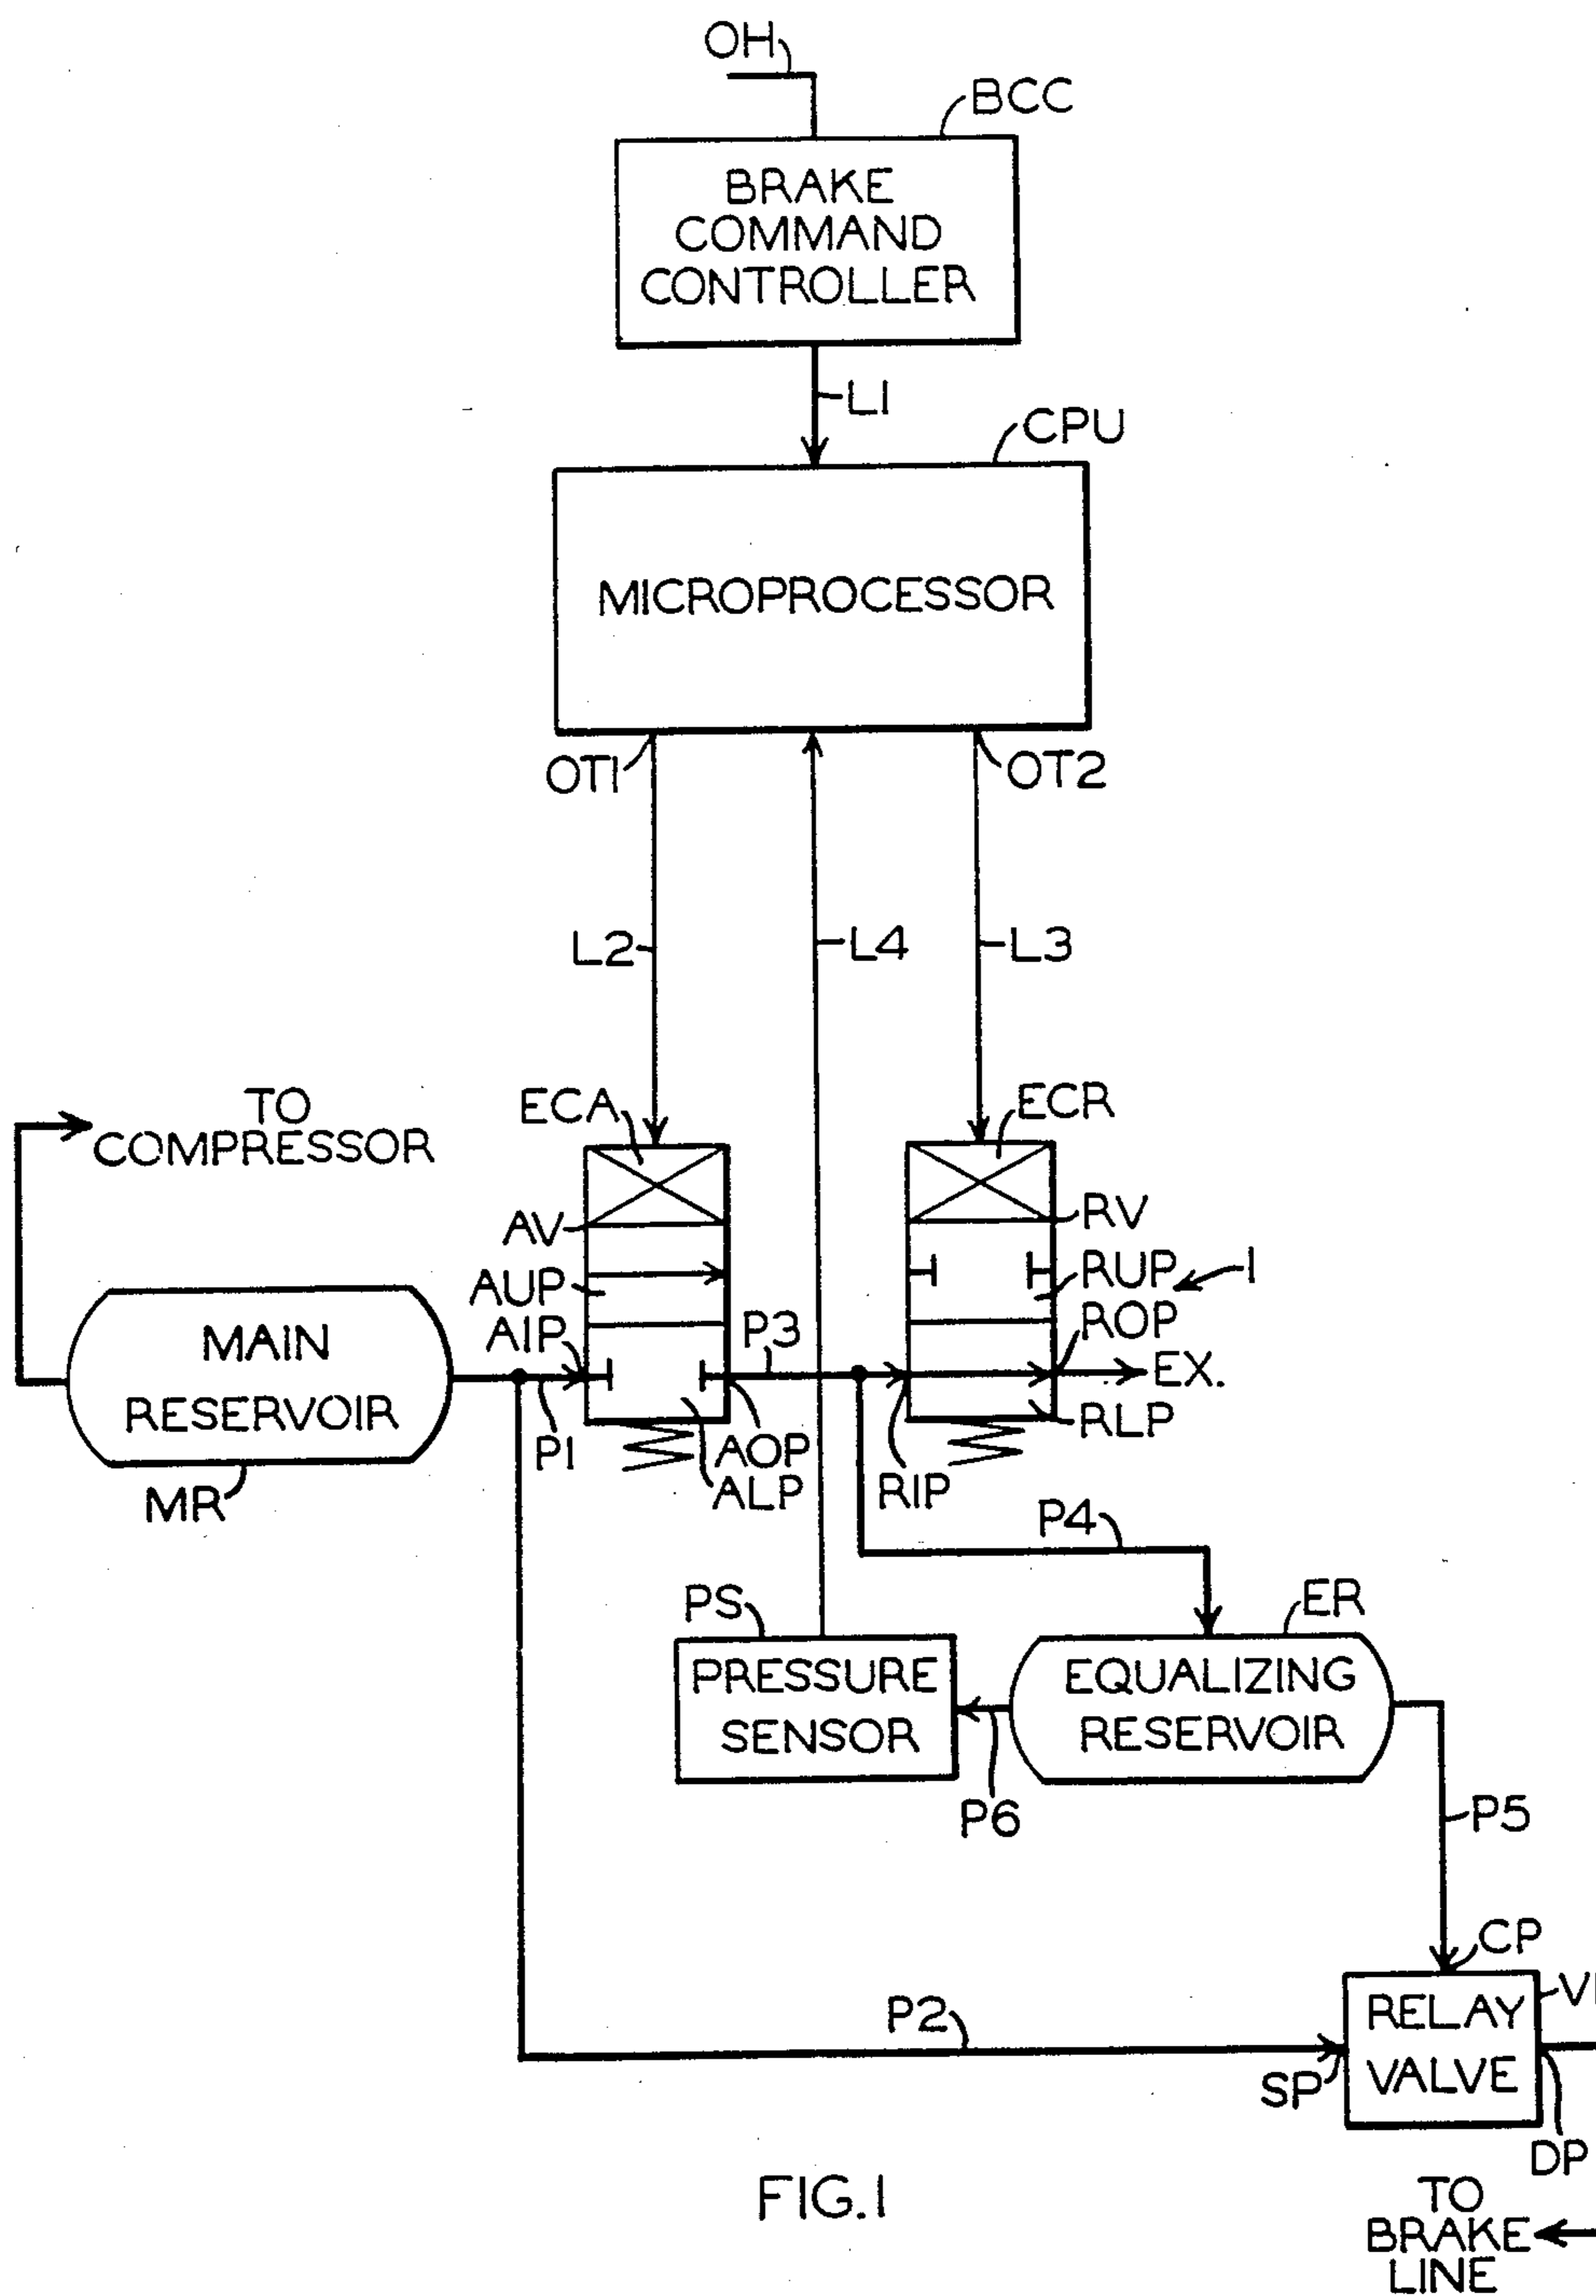 OH
BCC
BRAKE
COMMAND
CONTROLLER
L1
CPU
MICROPROCESSOR
OT1
OT2
L2
L4
L3
TO
COMPRESSOR
ECA
ECR
AV
RV
AUP
RUP
1
AIP
P3
ROP
MAIN
RESERVOIR
EX.
P1
AOP
ALP
RLP
MR
RIP
P4
PS
ER
PRESSURE
SENSOR
EQUALIZING
RESERVOIR
P6
P5
CP
P2
RELAY
VALVE
SP
DP
FIG.1
TO
BRAKE
LINE